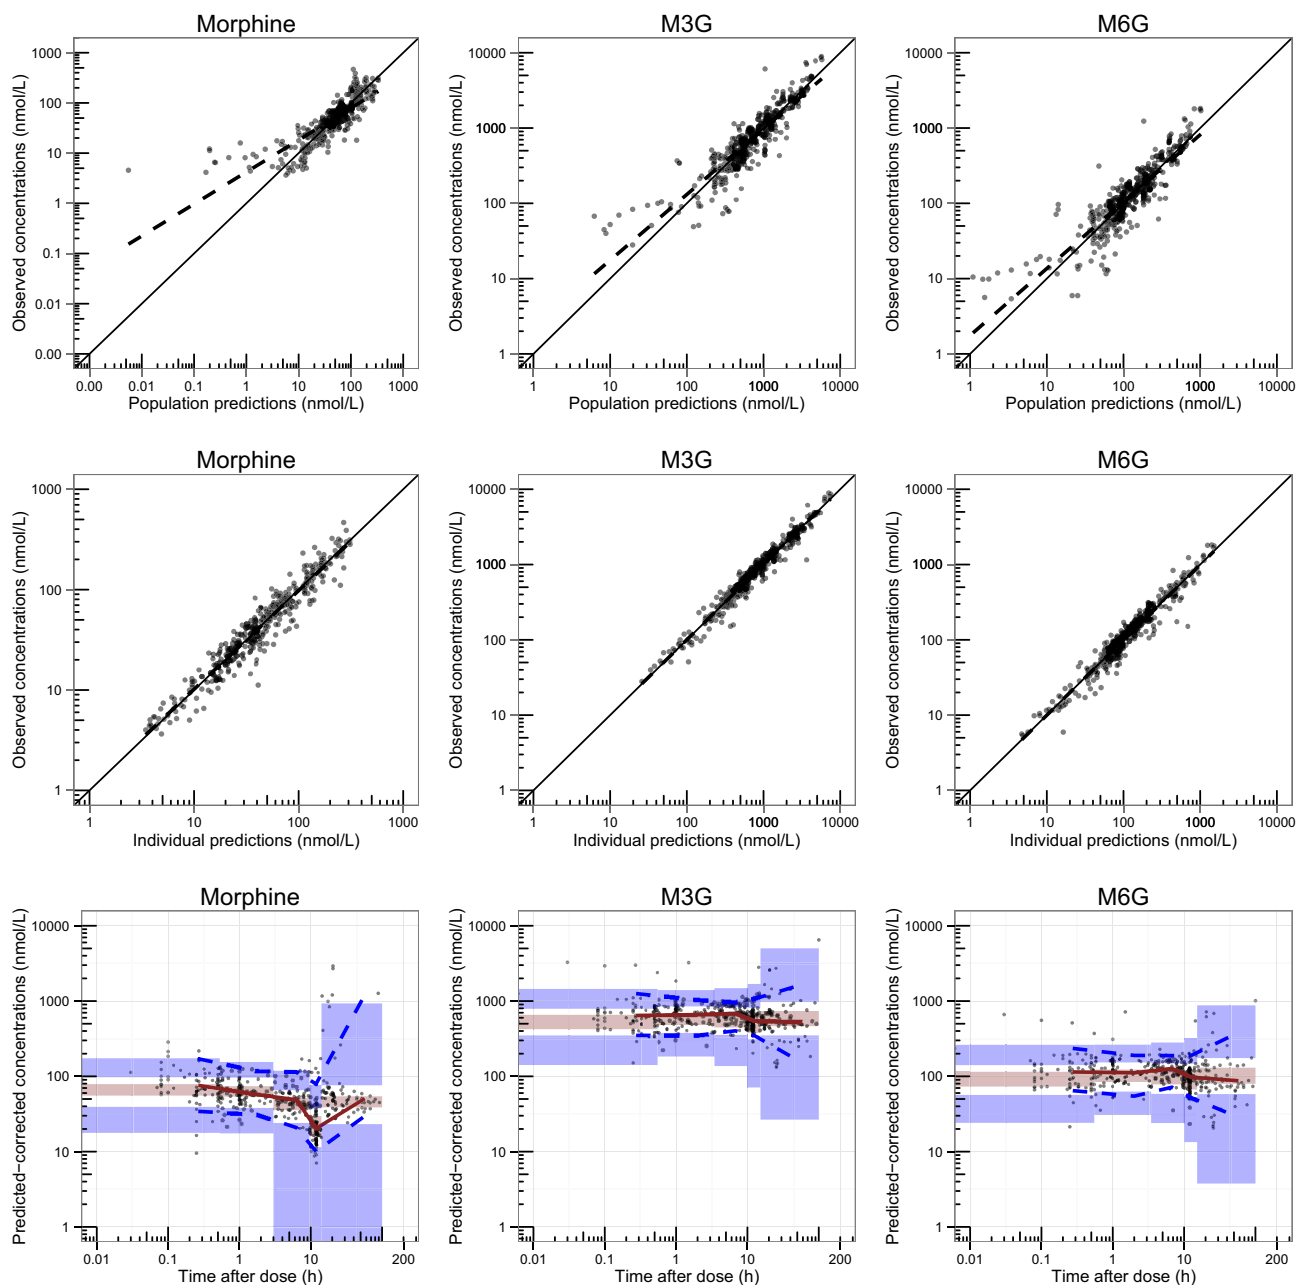 Morphine
M3G
M6G
Observed concentrations (nmol/L)
1000
100
10
1
0.1
0.01
0.00
0.00 0.01 0.1 1 10 100 1000
Population predictions (nmol/L)
Observed concentrations (nmol/L)
10000
1000
100
10
1
1 10 100 1000 10000
Population predictions (nmol/L)
Observed concentrations (nmol/L)
10000
1000
100
10
1
1 10 100 1000 10000
Population predictions (nmol/L)
Morphine
M3G
M6G
Observed concentrations (nmol/L)
1000
100
10
1
1 10 100 1000
Individual predictions (nmol/L)
Observed concentrations (nmol/L)
10000
1000
100
10
1
1 10 100 1000 10000
Individual predictions (nmol/L)
Observed concentrations (nmol/L)
10000
1000
100
10
1
1 10 100 1000 10000
Individual predictions (nmol/L)
Morphine
M3G
M6G
Predicted−corrected concentrations (nmol/L)
10000
1000
100
10
1
0.01 0.1 1 10 200
Time after dose (h)
Predicted−corrected concentrations (nmol/L)
10000
1000
100
10
1
0.01 0.1 1 10 200
Time after dose (h)
Predicted−corrected concentrations (nmol/L)
10000
1000
100
10
1
0.01 0.1 1 10 200
Time after dose (h)